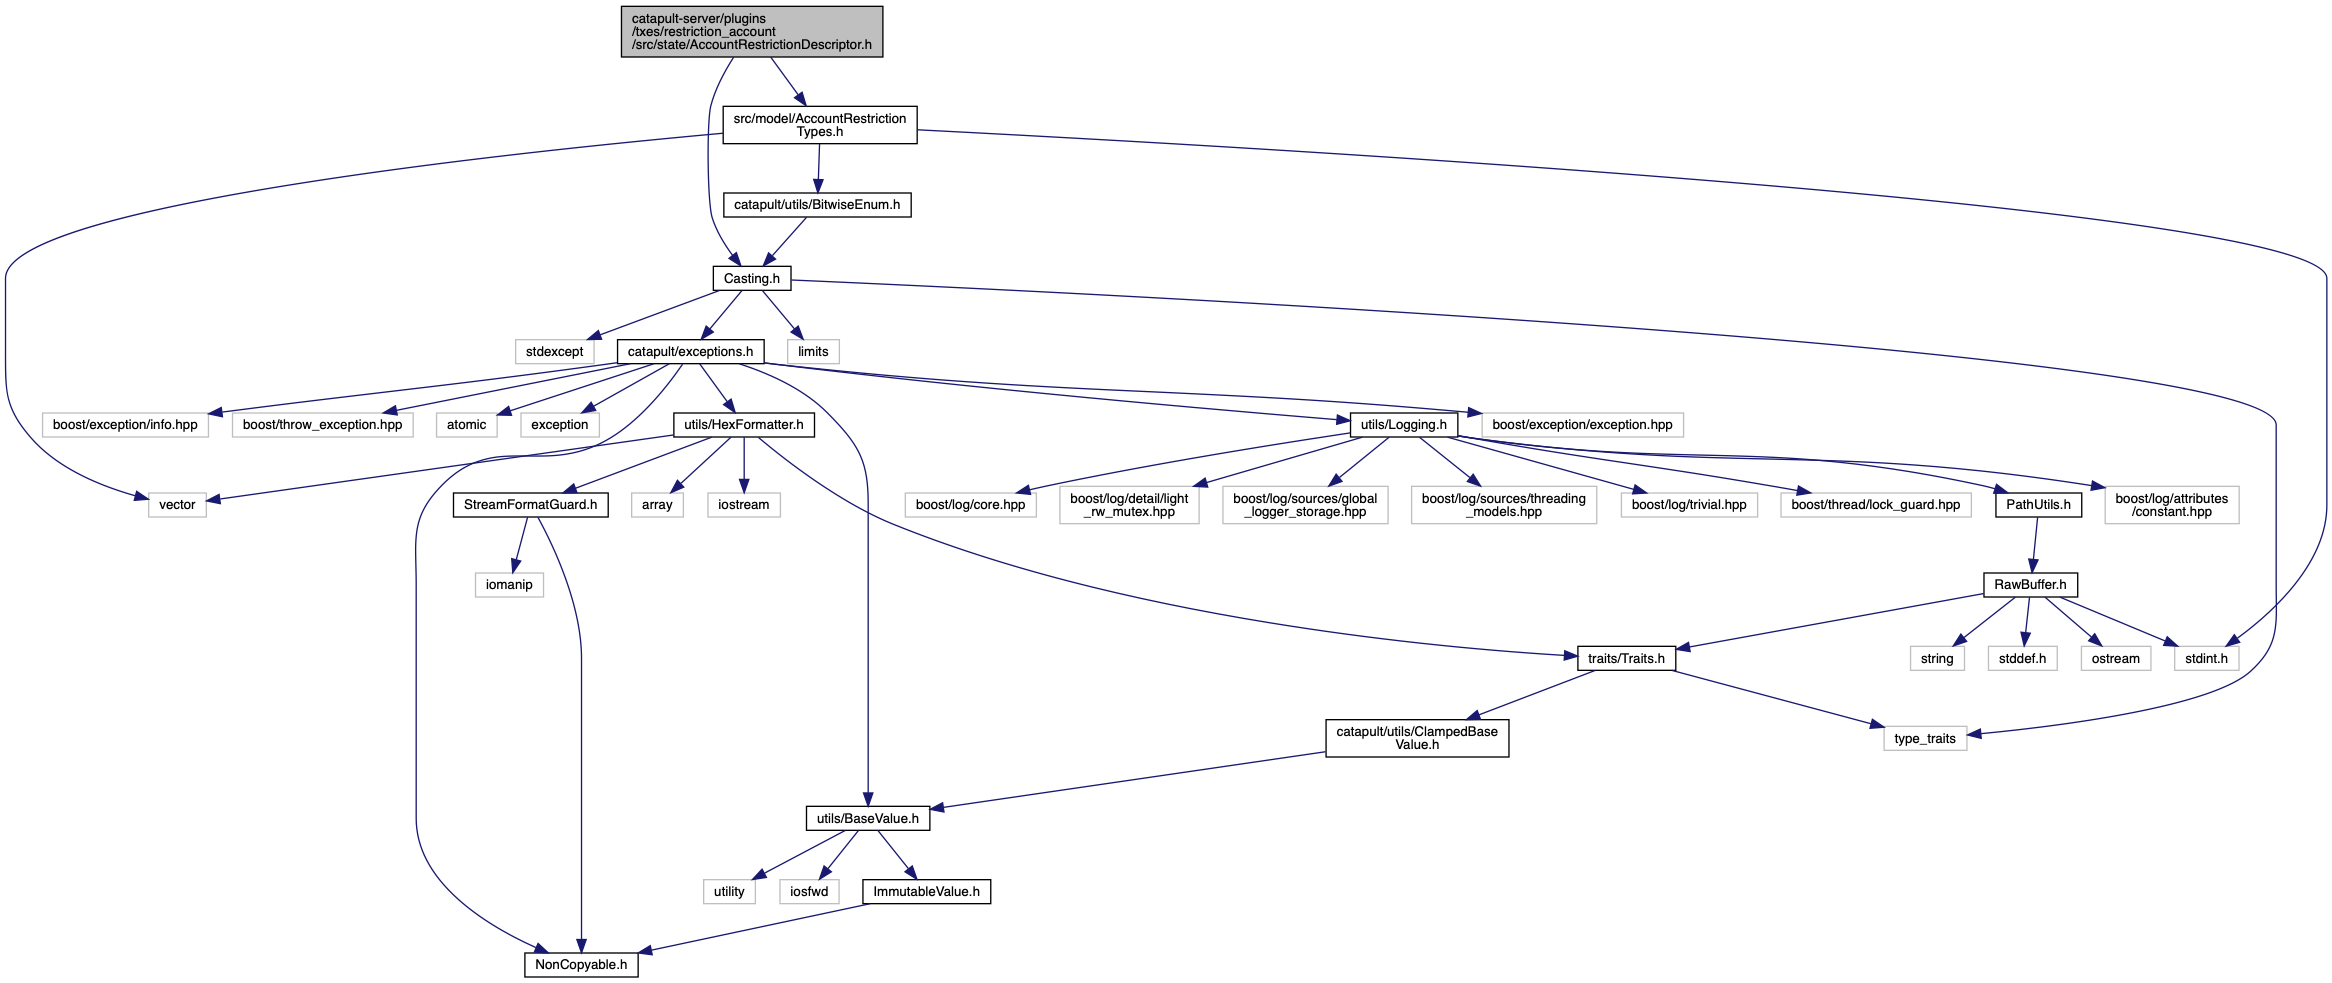 catapult-server/plugins
/txes/restriction_account
/src/state/AccountRestrictionDescriptor.h
src/model/AccountRestriction
Types.h
catapult/utils/BitwiseEnum.h
Casting.h
stdexcept
catapult/exceptions.h
limits
boost/exception/info.hpp
boost/throw_exception.hpp
atomic
exception
utils/HexFormatter.h
utils/Logging.h
boost/exception/exception.hpp
vector
StreamFormatGuard.h
array
iostream
boost/log/core.hpp
boost/log/detail/light
_rw_mutex.hpp
boost/log/sources/global
_logger_storage.hpp
boost/log/sources/threading
_models.hpp
boost/log/trivial.hpp
boost/thread/lock_guard.hpp
PathUtils.h
boost/log/attributes
/constant.hpp
iomanip
RawBuffer.h
traits/Traits.h
string
stddef.h
ostream
stdint.h
catapult/utils/ClampedBase
Value.h
type_traits
utils/BaseValue.h
utility
iosfwd
ImmutableValue.h
NonCopyable.h